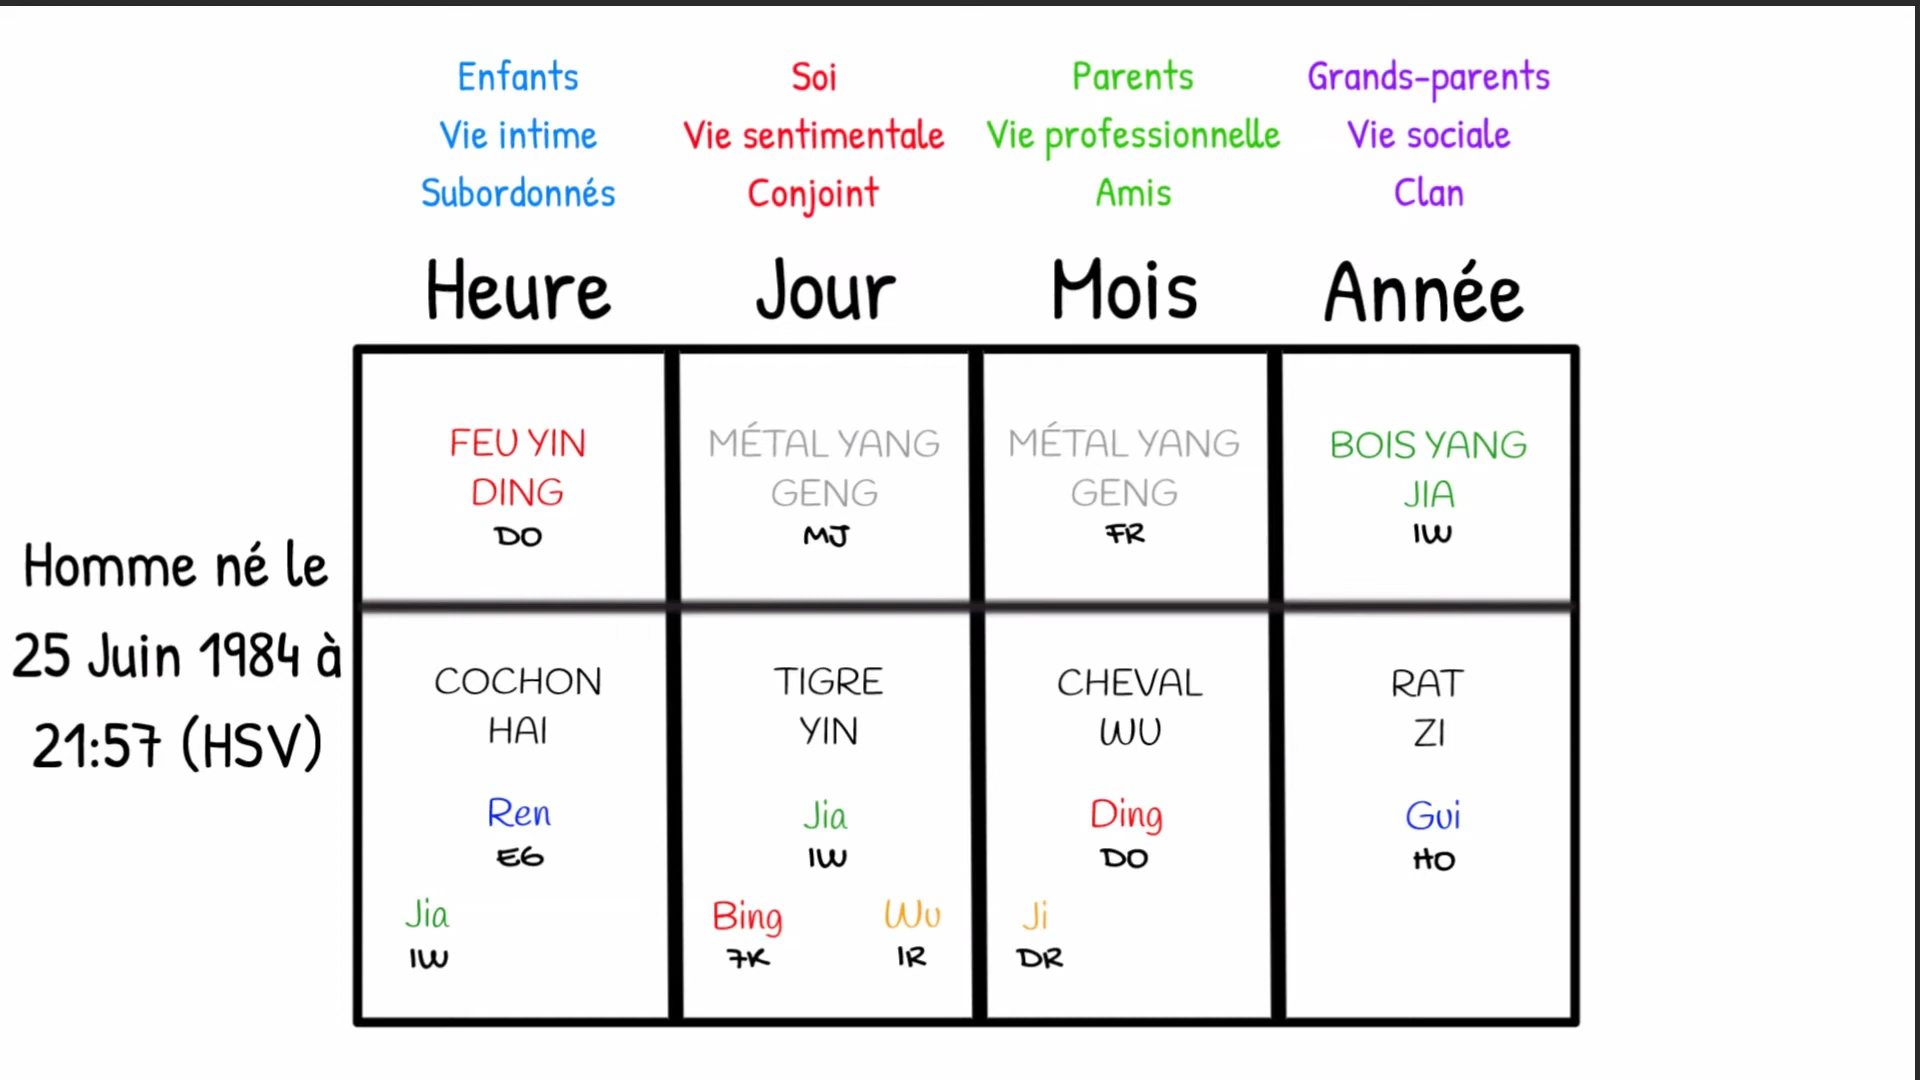 Enfants
Vie intime
Subordonnés
Soi
Vie sentimentale
Conjoint
Parents
Vie professionnelle
Amis
Grands-parents
Vie sociale
Clan
Heure
Jour
Mois
Année
Homme né le
25 Juin 1984 à
21:57 (HSV)
FEU YIN
DING
DO
MÉTAL YANG
GENG
MJ
MÉTAL YANG
GENG
FR
BOIS YANG
JIA
IW
COCHON
HAI
Ren
EG
Jia
IW
TIGRE
YIN
Jia
IW
Bing
7K
Wu
IR
CHEVAL
WU
Ding
DO
Ji
DR
RAT
ZI
Gui
HO